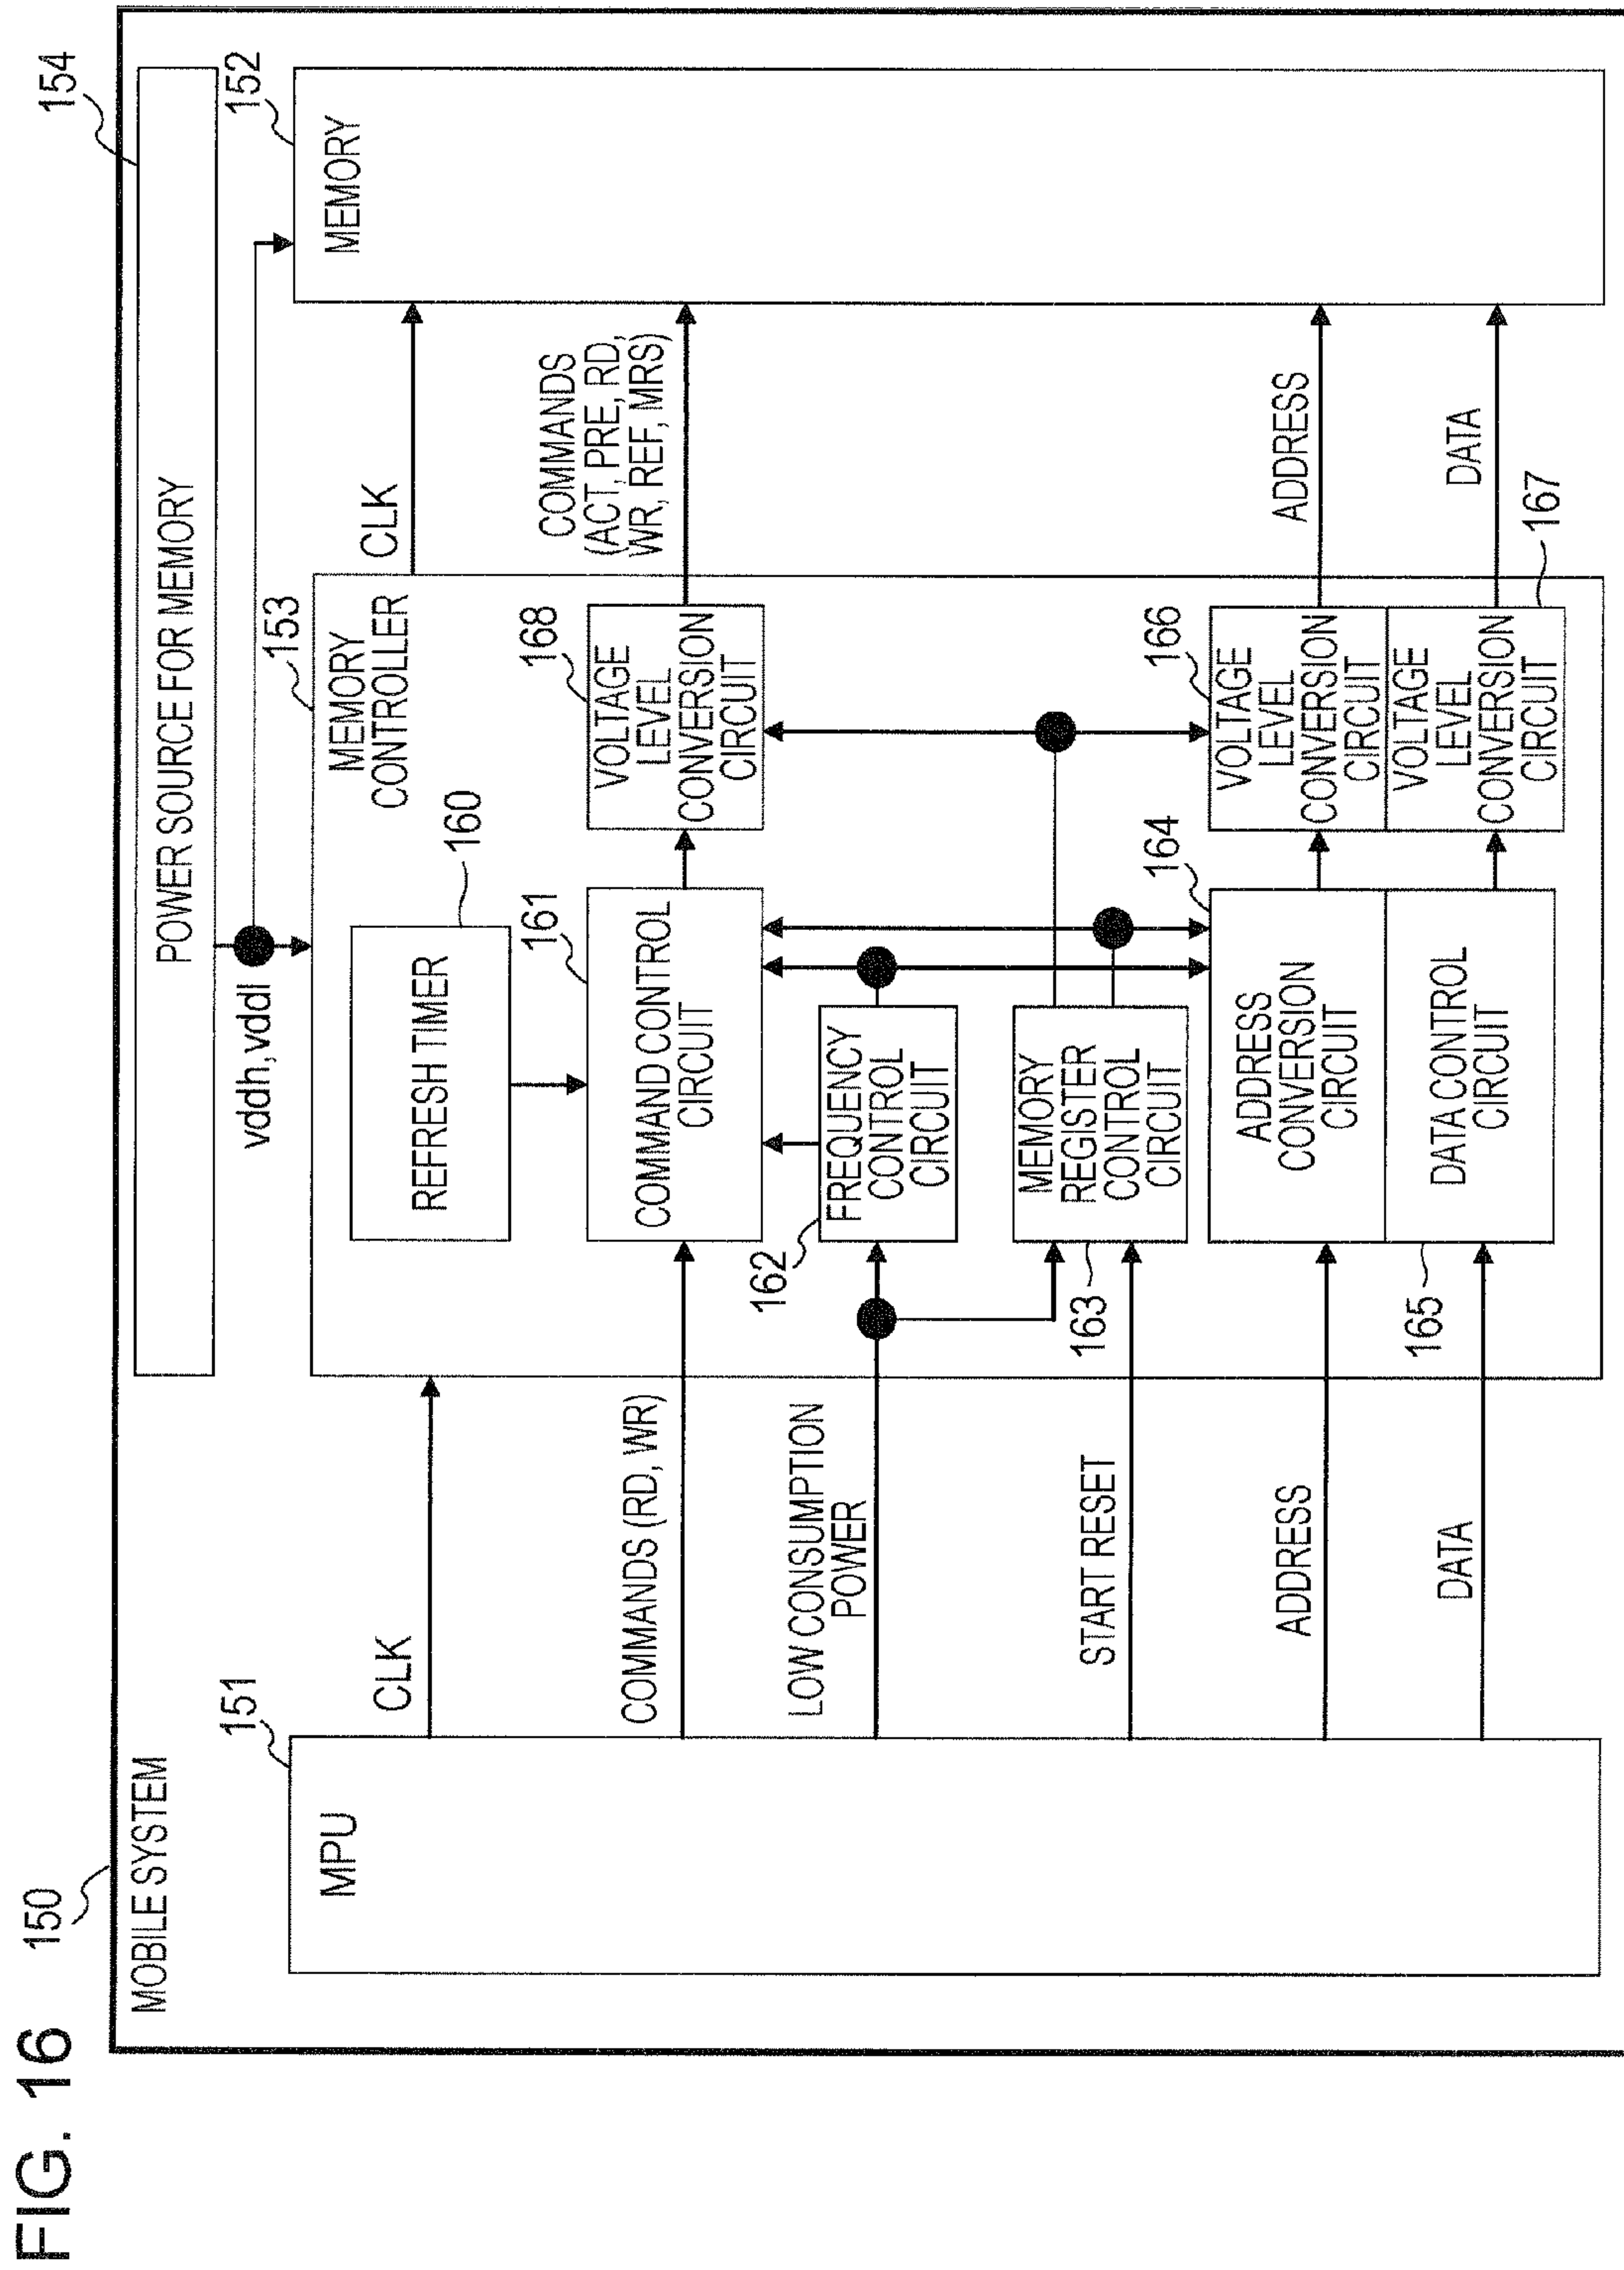 FIG. 16
150
MOBILE SYSTEM
154
POWER SOURCE FOR MEMORY
vddh, vddl
151
MPU
CLK
COMMANDS (RD, WR)
LOW CONSUMPTION
POWER
START RESET
ADDRESS
DATA
153
MEMORY
CONTROLLER
160
REFRESH TIMER
161
COMMAND CONTROL
CIRCUIT
162
FREQUENCY
CONTROL
CIRCUIT
163
MEMORY
REGISTER
CONTROL
CIRCUIT
164
ADDRESS
CONVERSION
CIRCUIT
165
DATA CONTROL
CIRCUIT
168
VOLTAGE
LEVEL
CONVERSION
CIRCUIT
166
VOLTAGE
LEVEL
CONVERSION
CIRCUIT
VOLTAGE
LEVEL
CONVERSION
CIRCUIT
167
CLK
COMMANDS
(ACT, PRE, RD,
WR, REF, MRS)
ADDRESS
DATA
152
MEMORY